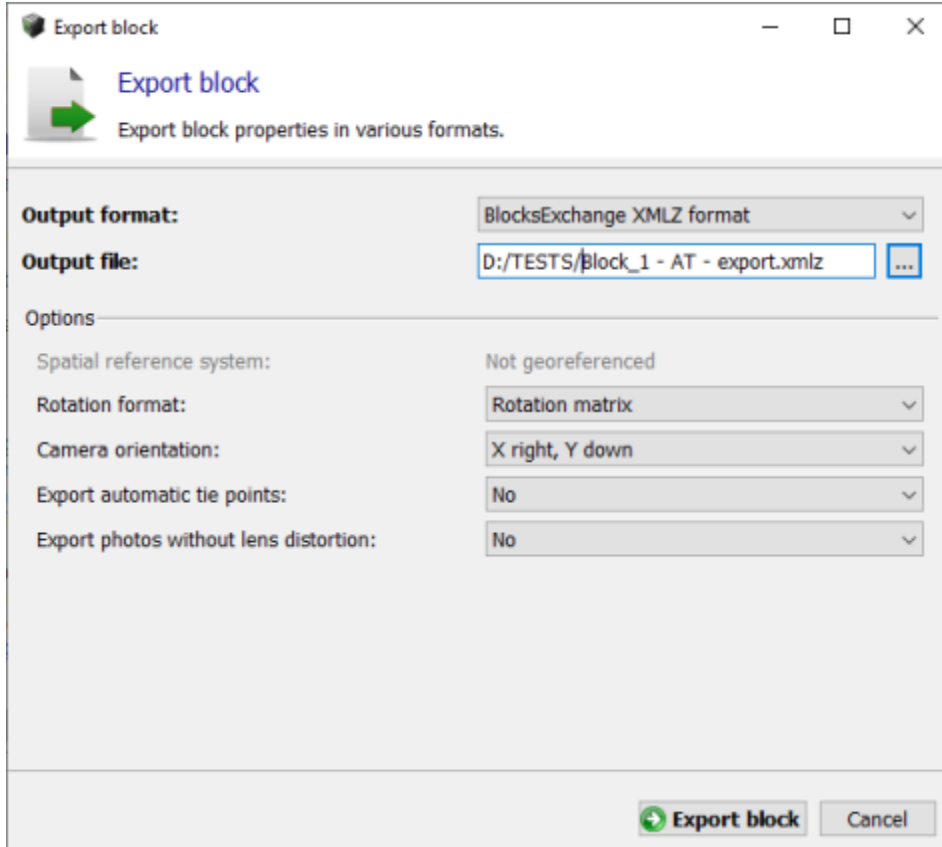 Export block
Export block
Export block properties in various formats.
Output format: BlocksExchange XMLZ format
Output file: D:/TESTS/Block_1 - AT - export.xmlz ...
Options
Spatial reference system: Not georeferenced
Rotation format: Rotation matrix
Camera orientation: X right, Y down
Export automatic tie points: No
Export photos without lens distortion: No
Export block Cancel